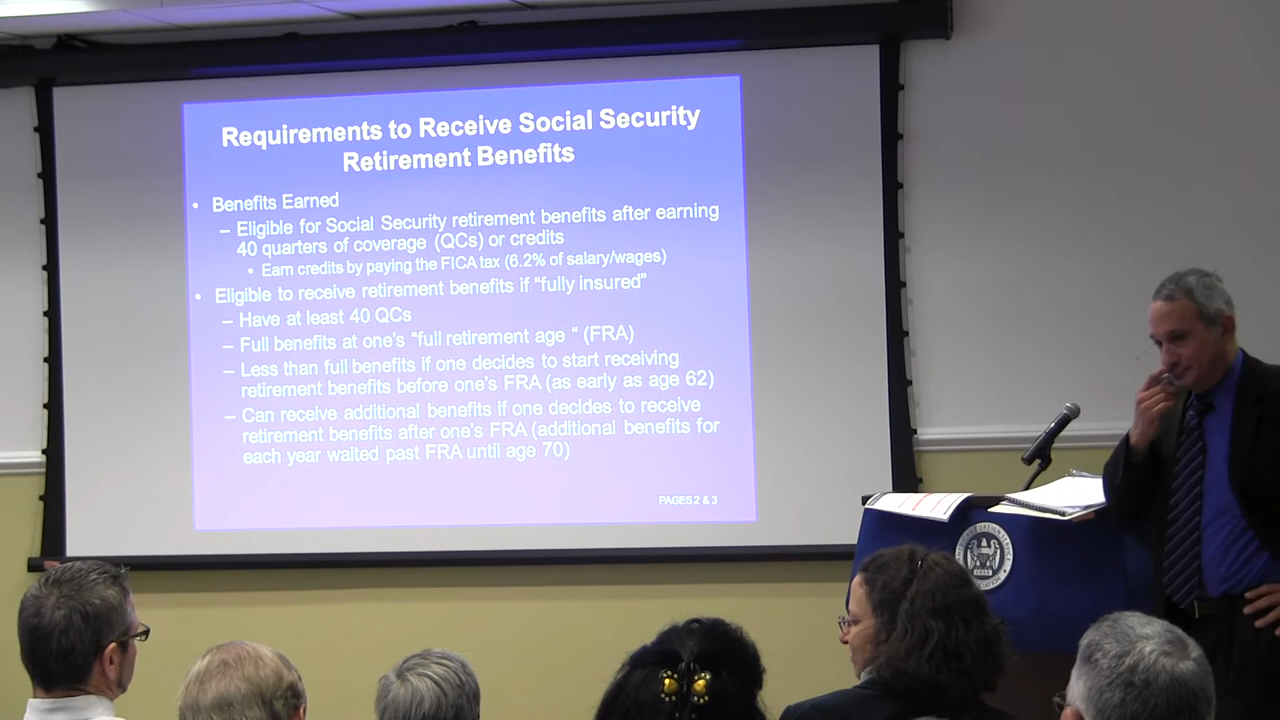 Requirements to Receive Social Security
Retirement Benefits
• Benefits Earned
– Eligible for Social Security retirement benefits after earning
40 quarters of coverage (QCs) or credits
• Earn credits by paying the FICA tax (6.2% of salary/wages)
• Eligible to receive retirement benefits if "fully insured"
– Have at least 40 QCs
– Full benefits at one's "full retirement age " (FRA)
– Less than full benefits if one decides to start receiving
retirement benefits before one's FRA (as early as age 62)
– Can receive additional benefits if one decides to receive
retirement benefits after one's FRA (additional benefits for
each year waited past FRA until age 70)
PAGES 2 & 3
AMERICAN FOREIGN SERVICE
ASSOCIATION